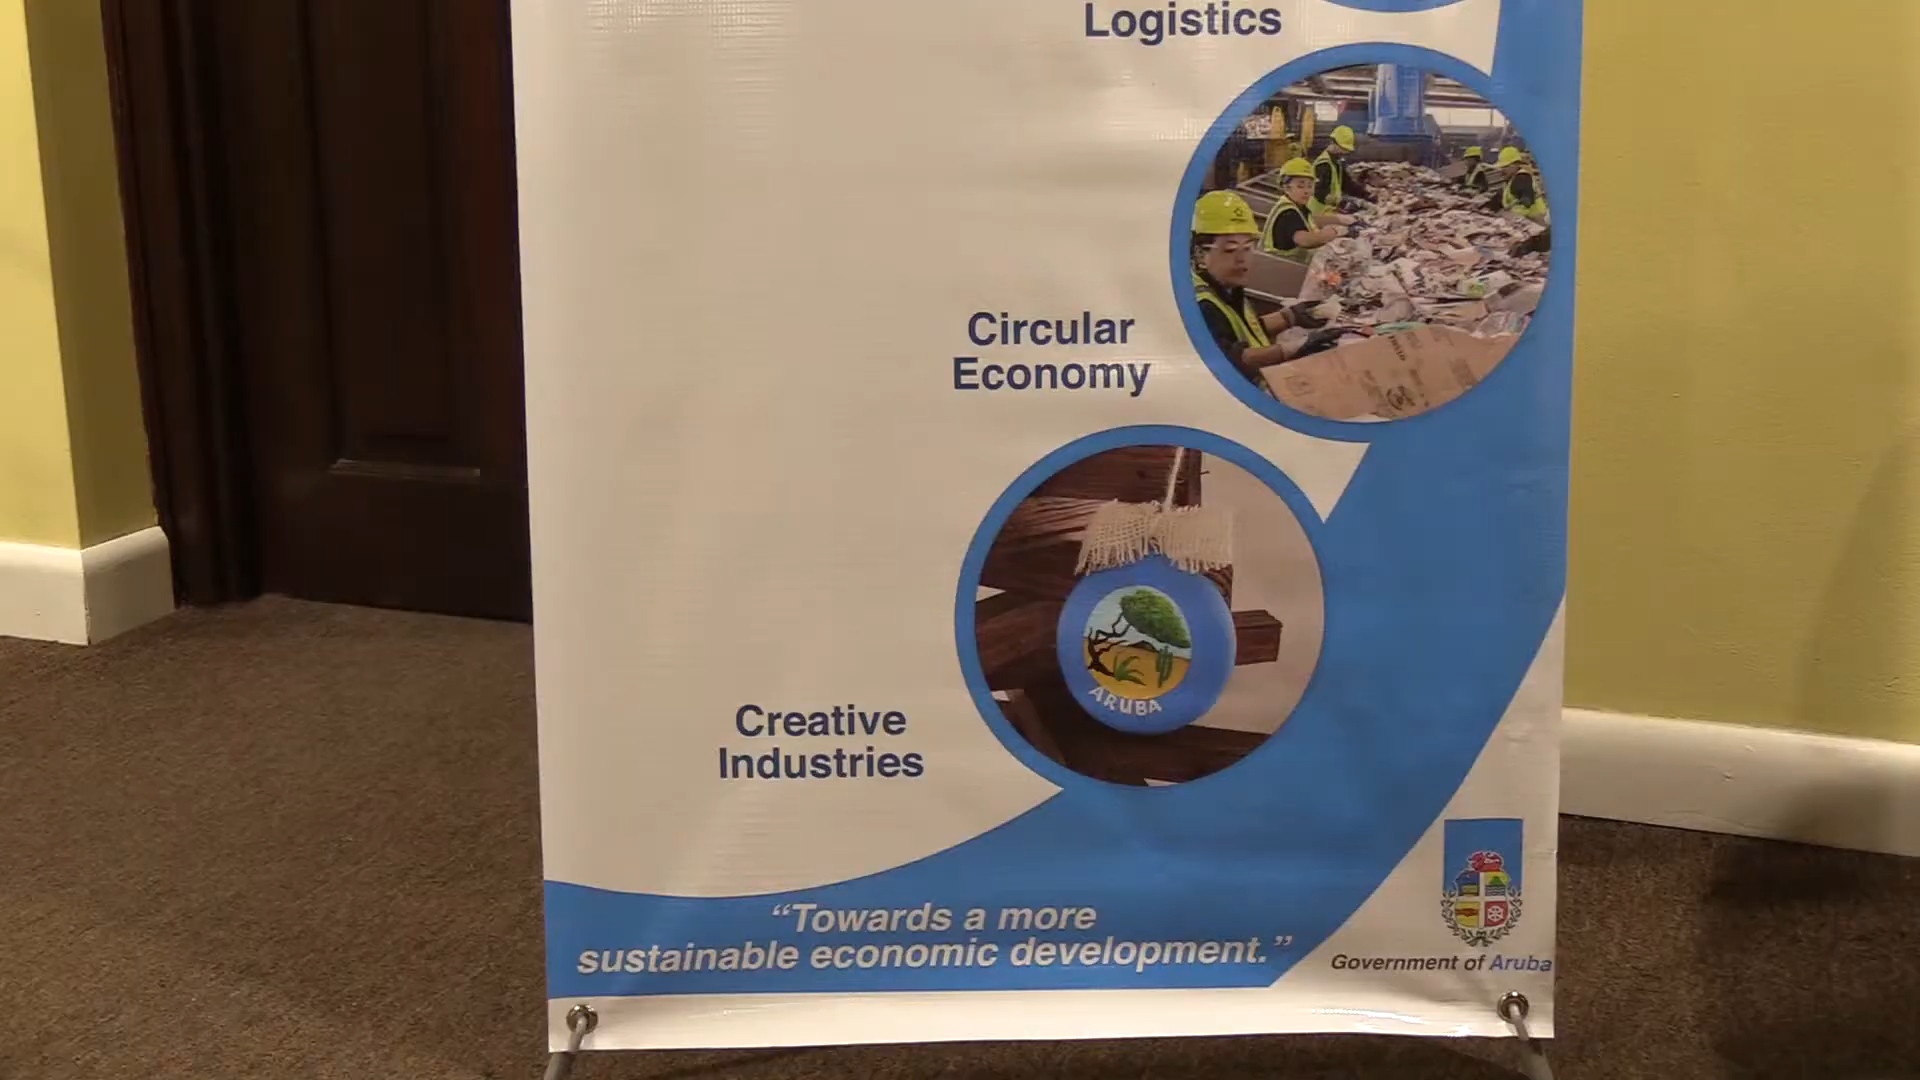 Logistics
Circular
Economy
ARUBA
Creative
Industries
“Towards a more
sustainable economic development.”
Government of Aruba